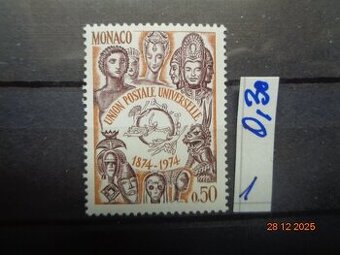 MONACO
UNION POSTALE UNIVERSELLE
1874-1974
0.50
0,30
1
28 12 2025